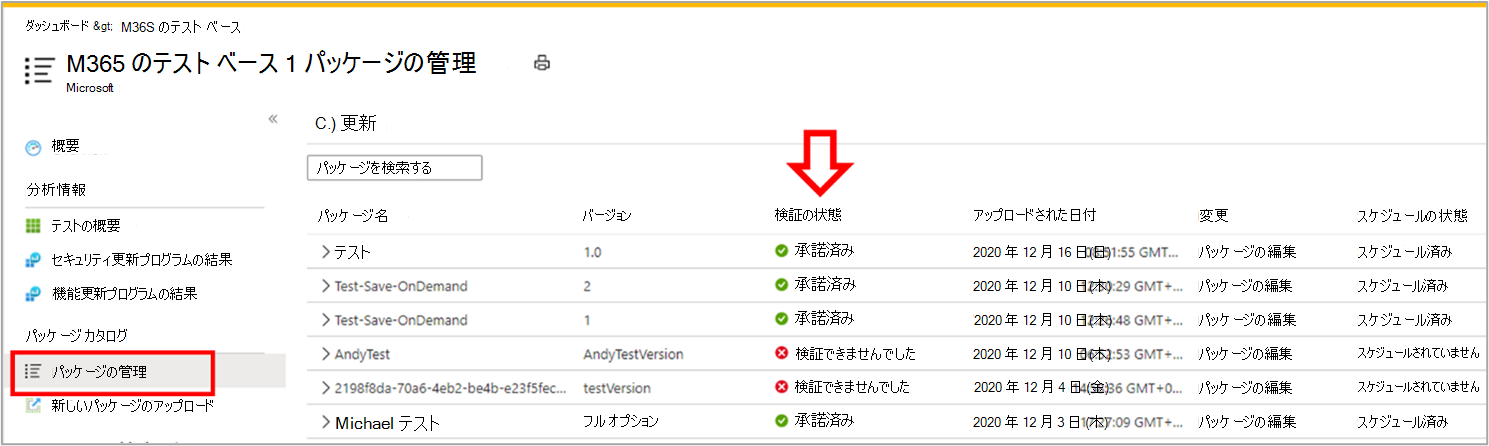 ダッシュボード &gt; M36S のテスト ベース
M365 のテスト ベース 1 パッケージの管理
Microsoft
«
概要
分析情報
テストの概要
セキュリティ更新プログラムの結果
機能更新プログラムの結果
パッケージ カタログ
パッケージの管理
新しいパッケージのアップロード
C.) 更新
パッケージを検索する
パッケージ名 バージョン 検証の状態 アップロードされた日付 変更 スケジュールの状態
テスト 1.0 承諾済み 2020 年 12 月 16 日 (日) :51:55 GMT... パッケージの編集 スケジュール済み
Test-Save-OnDemand 2 承諾済み 2020 年 12 月 10 日 (木) :29 GMT+... パッケージの編集 スケジュール済み
Test-Save-OnDemand 1 承諾済み 2020 年 12 月 10 日 (木) :48 GMT+... パッケージの編集 スケジュール済み
AndyTest AndyTestVersion 検証できませんでした 2020 年 12 月 10 日 (木) :53 GMT+... パッケージの編集 スケジュールされていません
2198f8da-70a6-4eb2-be4b-e23f5fec... testVersion 検証できませんでした 2020 年 12 月 4 日 (金) :36 GMT+0... パッケージの編集 スケジュールされていません
Michael テスト フル オプション 承諾済み 2020 年 12 月 3 日 (木) :09 GMT+... パッケージの編集 スケジュール済み